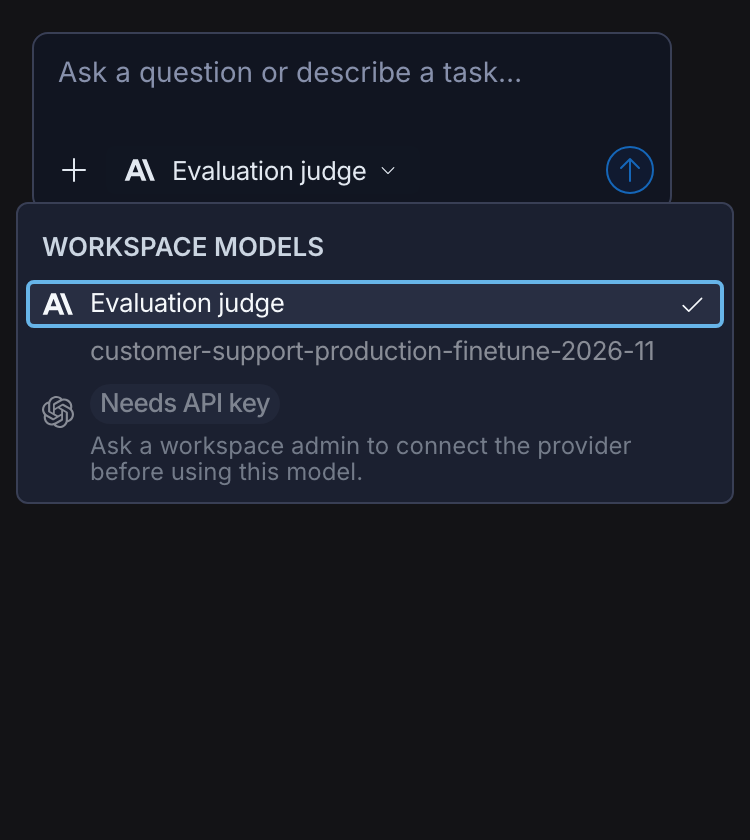 Ask a question or describe a task...
Evaluation judge
WORKSPACE MODELS
Evaluation judge
customer-support-production-finetune-2026-11
Needs API key
Ask a workspace admin to connect the provider
before using this model.